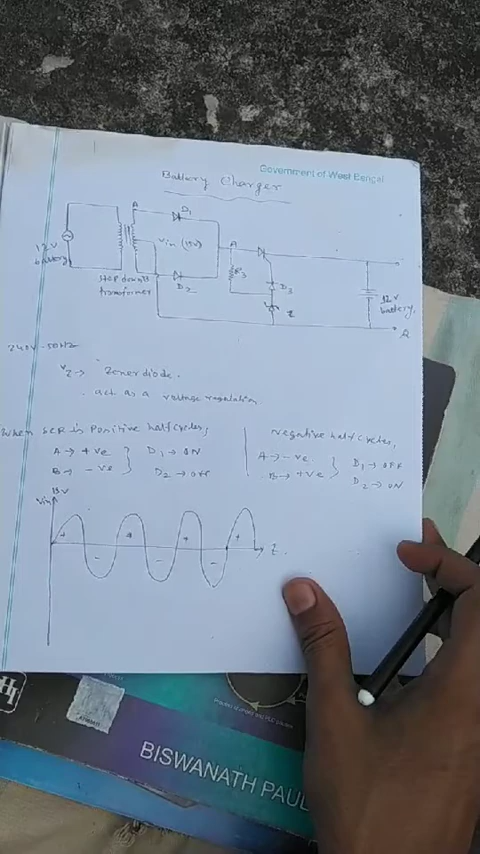 Government of West Bengal
Battery Charger
A
D1
Vin (15V)
A
12V
battery
R3
D3
Step down
transformer
B
D2
Z
12V
battery,
Q
240V-50Hz
Vz → Zener diode.
act as a voltage regulation
When SCR is Positive half cycles,
A → +ve
B → -ve
D1 → ON
D2 → OFF
Negative half cycles,
A → -ve
B → +ve
D1 → OFF
D2 → ON
15V
Vin
+ - + - + - +
t.
BISWANATH PAUL